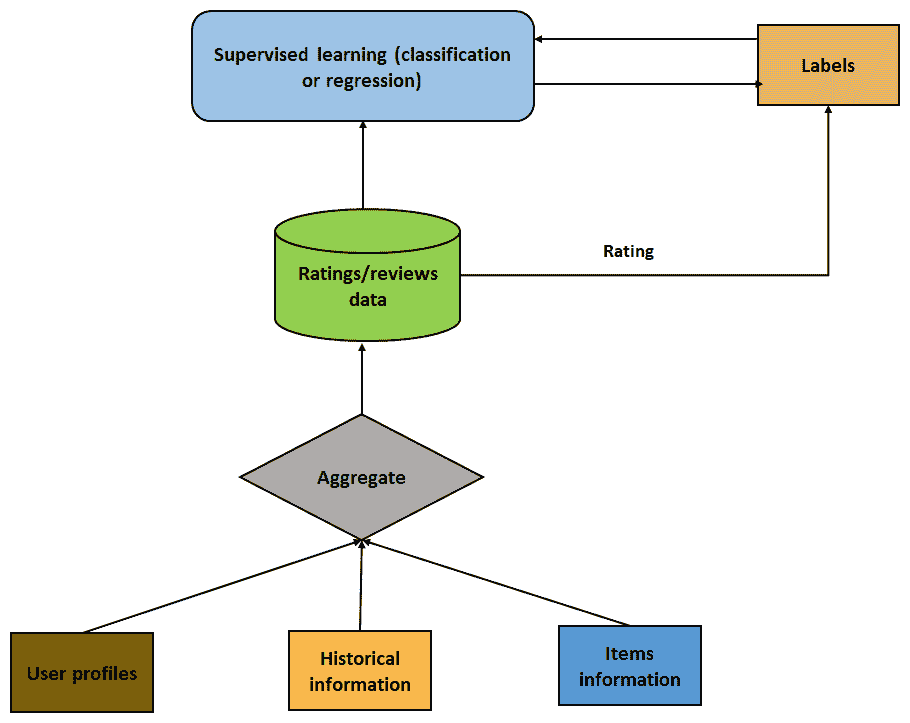 Supervised learning (classification
or regression)
Labels
Rating
Ratings/reviews
data
Aggregate
User profiles
Historical
information
Items
information